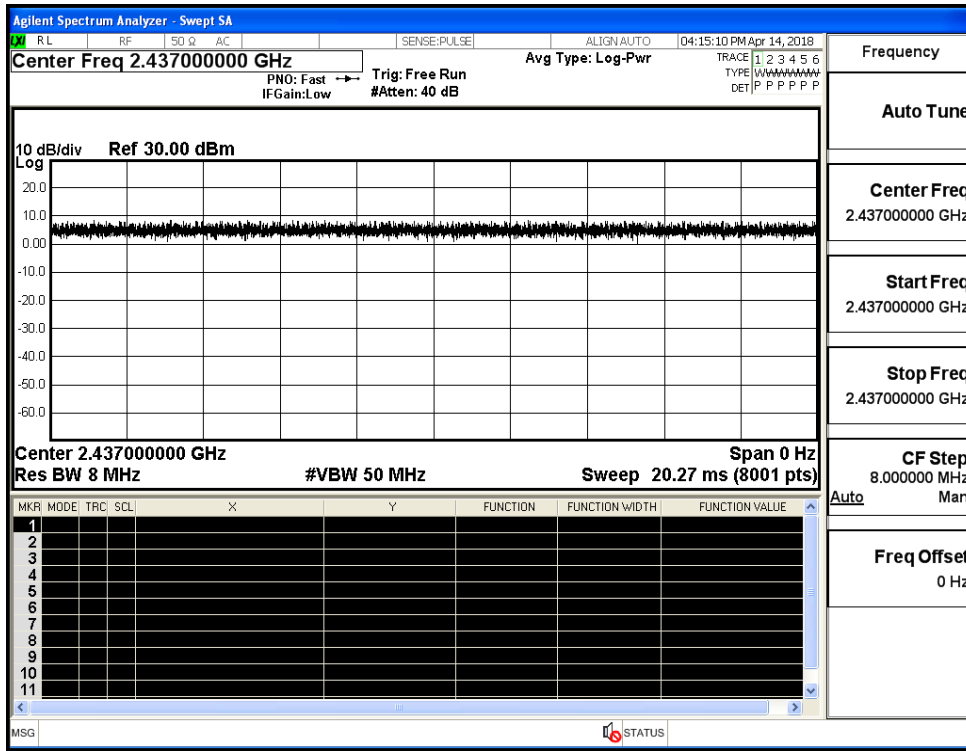 Agilent Spectrum Analyzer - Swept SA
LXI RL RF 50 Ω AC SENSE:PULSE ALIGN AUTO 04:15:10 PM Apr 14, 2018
Center Freq 2.437000000 GHz
Avg Type: Log-Pwr
TRACE 1 2 3 4 5 6
PNO: Fast Trig: Free Run
TYPE WWWWWW
IFGain:Low #Atten: 40 dB
DET P P P P P P
10 dB/div Ref 30.00 dBm
Log
20.0
10.0
0.00
-10.0
-20.0
-30.0
-40.0
-50.0
-60.0
Center 2.437000000 GHz Span 0 Hz
Res BW 8 MHz #VBW 50 MHz Sweep 20.27 ms (8001 pts)
MKR MODE TRC SCL X Y FUNCTION FUNCTION WIDTH FUNCTION VALUE
1
2
3
4
5
6
7
8
9
10
11
MSG STATUS
Frequency
Auto Tune
Center Freq
2.437000000 GHz
Start Freq
2.437000000 GHz
Stop Freq
2.437000000 GHz
CF Step
8.000000 MHz
Auto Man
Freq Offset
0 Hz